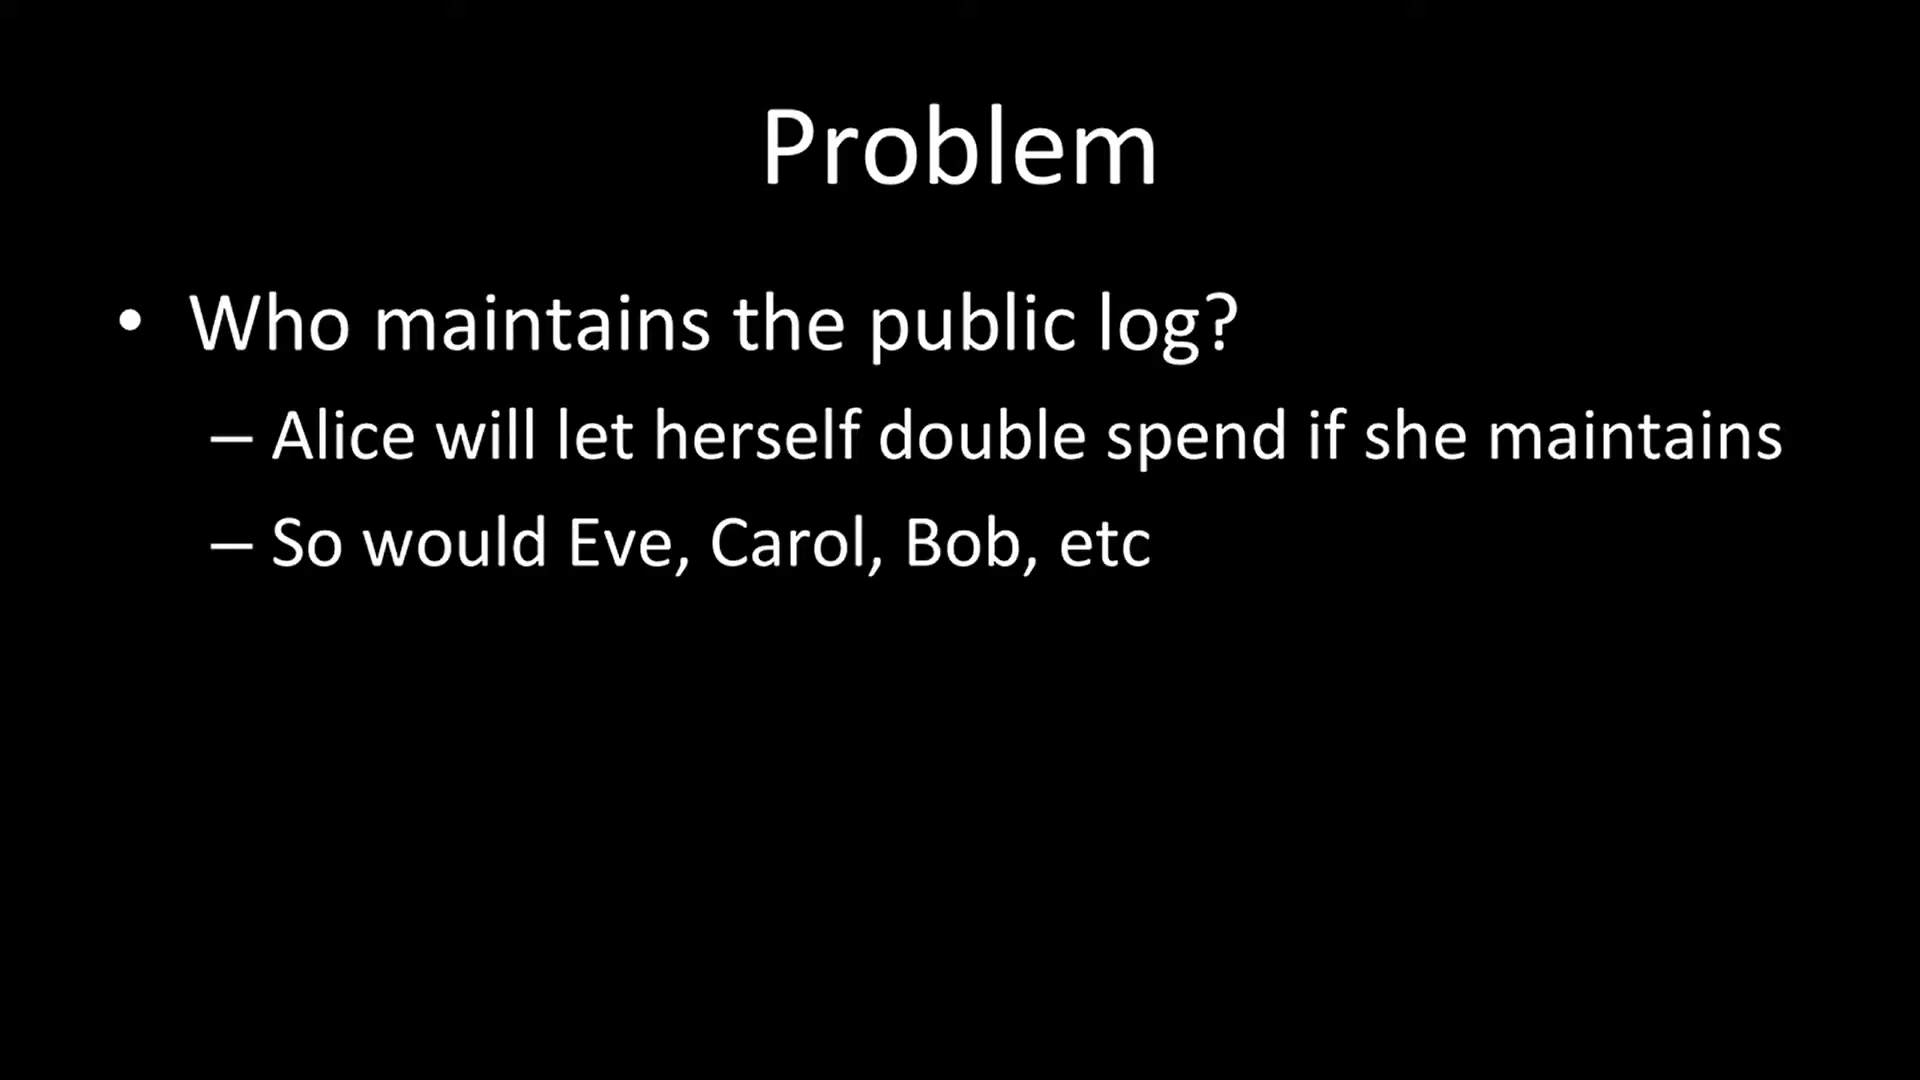 Problem
• Who maintains the public log?
– Alice will let herself double spend if she maintains
– So would Eve, Carol, Bob, etc